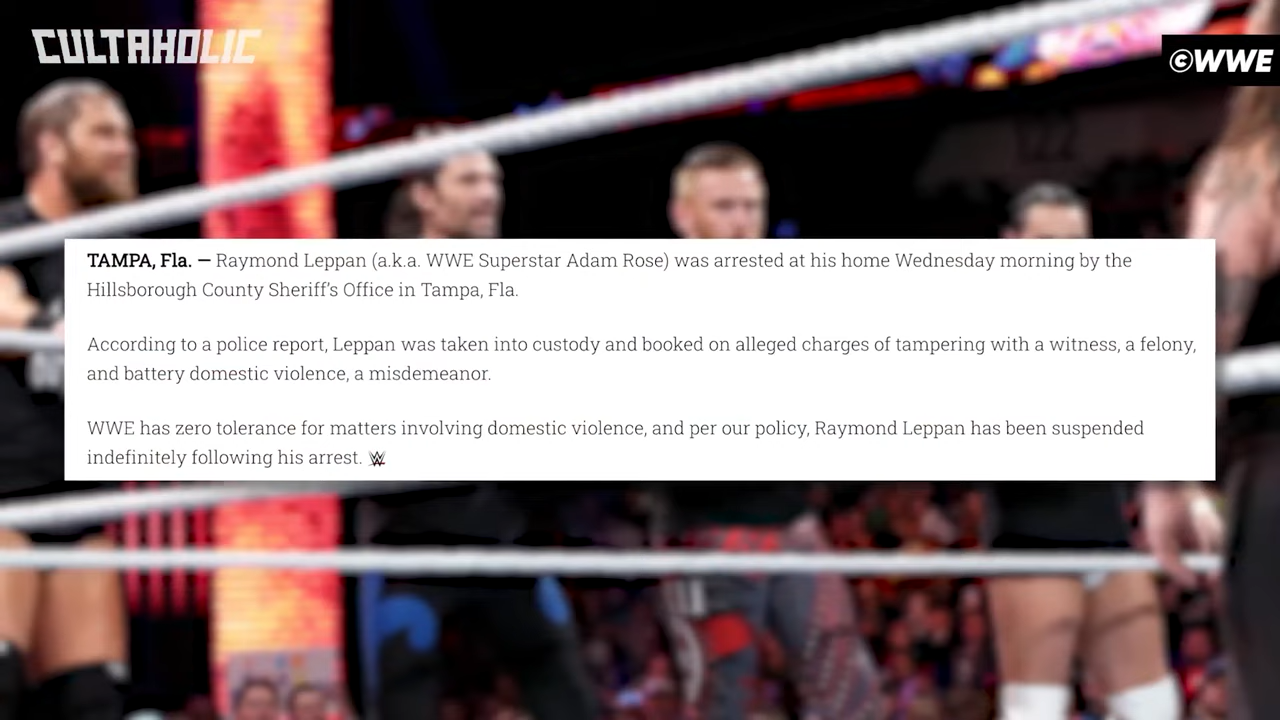 CULTAHOLIC
©WWE
122
TAMPA, Fla. — Raymond Leppan (a.k.a. WWE Superstar Adam Rose) was arrested at his home Wednesday morning by the
Hillsborough County Sheriff's Office in Tampa, Fla.
According to a police report, Leppan was taken into custody and booked on alleged charges of tampering with a witness, a felony,
and battery domestic violence, a misdemeanor.
WWE has zero tolerance for matters involving domestic violence, and per our policy, Raymond Leppan has been suspended
indefinitely following his arrest.